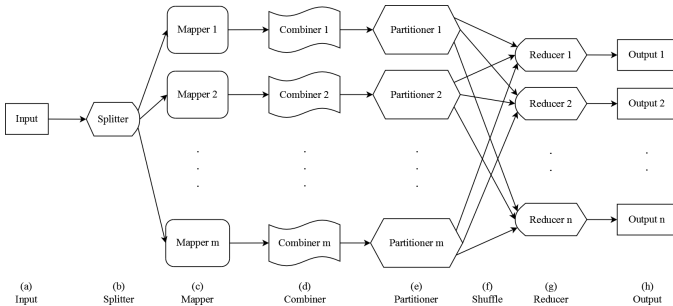 Mapper 1
Combiner 1
Partitioner 1
Reducer 1
Output 1
Input
Splitter
Mapper 2
Combiner 2
Partitioner 2
Reducer 2
Output 2
.
.
.
.
.
.
.
.
.
.
.
.
.
Mapper m
Combiner m
Partitioner m
Reducer n
Output n
(a)
(b)
(c)
(d)
(e)
(f)
(g)
(h)
Input
Splitter
Mapper
Combiner
Partitioner
Shuffle
Reducer
Output